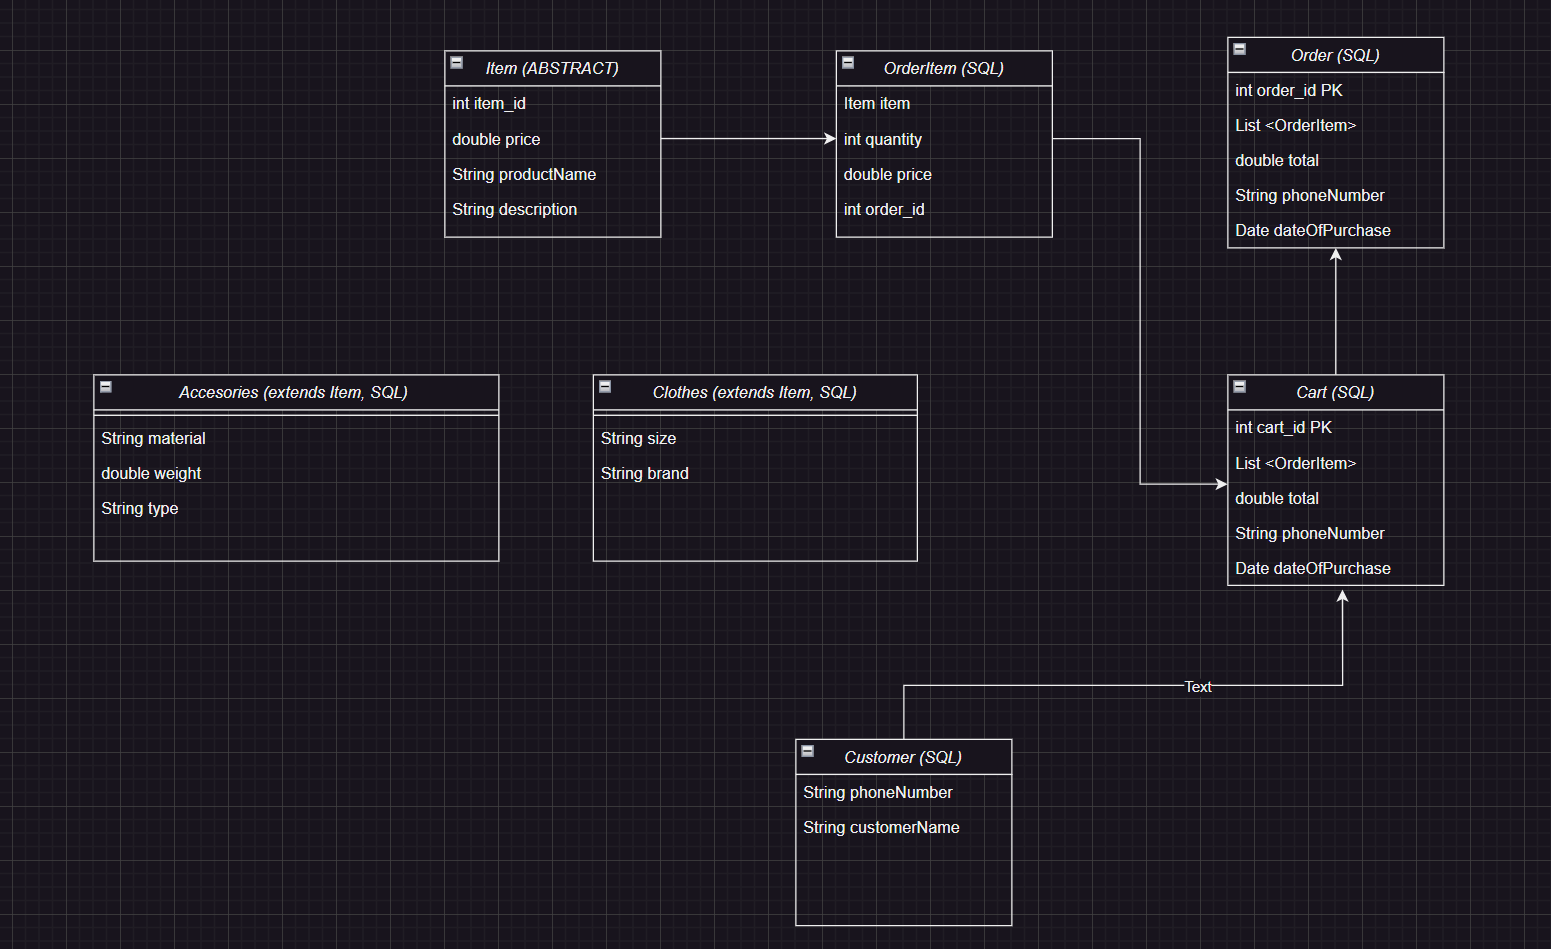 Item (ABSTRACT)
int item_id
double price
String productName
String description
OrderItem (SQL)
Item item
int quantity
double price
int order_id
Order (SQL)
int order_id PK
List <OrderItem>
double total
String phoneNumber
Date dateOfPurchase
Accesories (extends Item, SQL)
String material
double weight
String type
Clothes (extends Item, SQL)
String size
String brand
Cart (SQL)
int cart_id PK
List <OrderItem>
double total
String phoneNumber
Date dateOfPurchase
Text
Customer (SQL)
String phoneNumber
String customerName